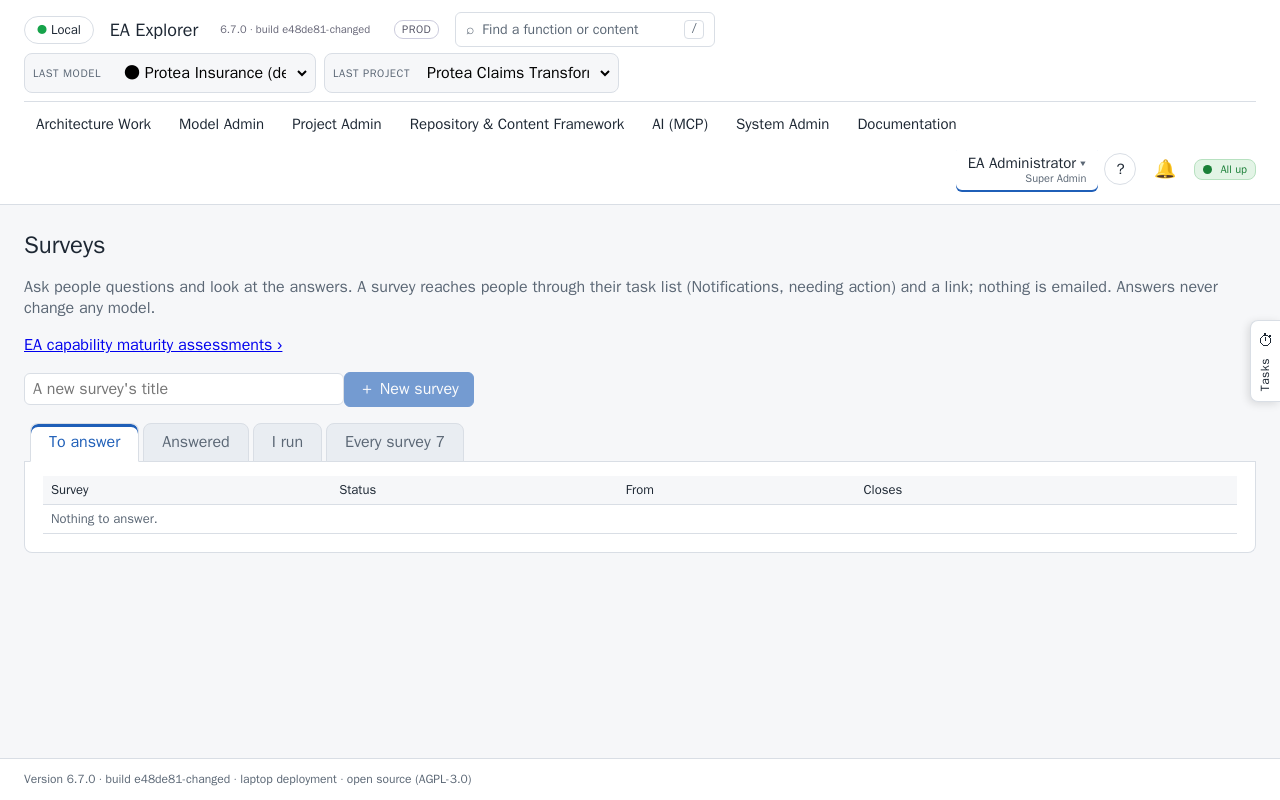 Local
EA Explorer
6.7.0 · build e48de81-changed
PROD
Find a function or content
/
LAST MODEL
Protea Insurance (de
LAST PROJECT
Protea Claims Transforn
Architecture Work
Model Admin
Project Admin
Repository & Content Framework
AI (MCP)
System Admin
Documentation
EA Administrator ▾
Super Admin
?
All up
Surveys
Ask people questions and look at the answers. A survey reaches people through their task list (Notifications, needing action) and a link; nothing is emailed. Answers never
change any model.
EA capability maturity assessments ›
A new survey's title
+ New survey
To answer
Answered
I run
Every survey 7
Survey
Status
From
Closes
Nothing to answer.
Tasks
Version 6.7.0 · build e48de81-changed · laptop deployment · open source (AGPL-3.0)